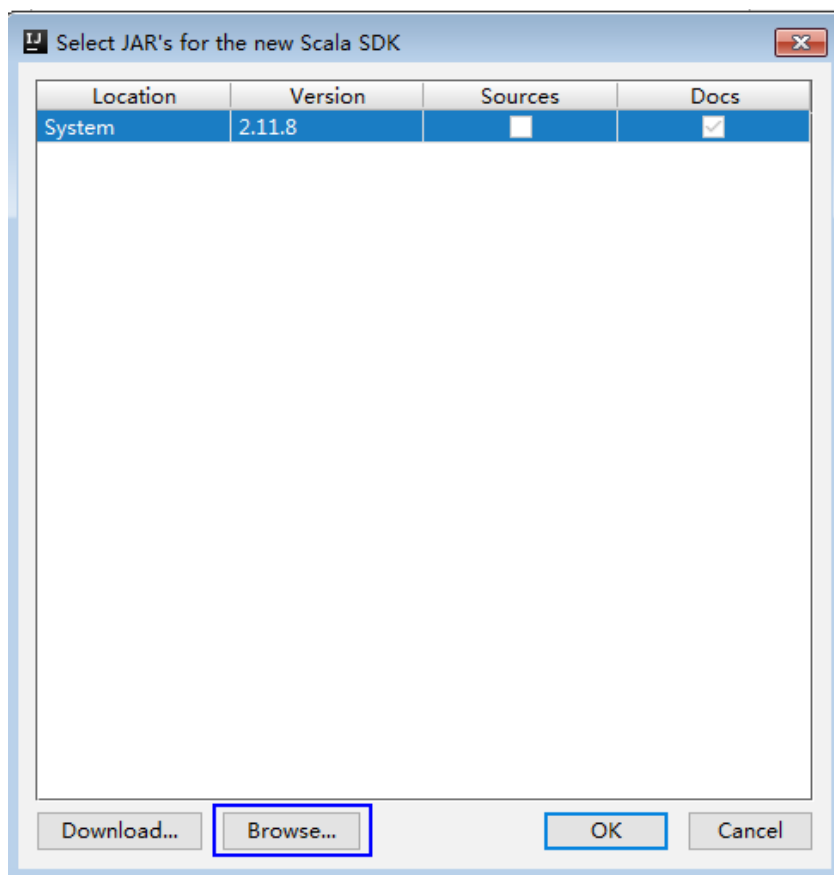 Select JAR's for the new Scala SDK
Location Version Sources Docs
System 2.11.8
Download... Browse... OK Cancel